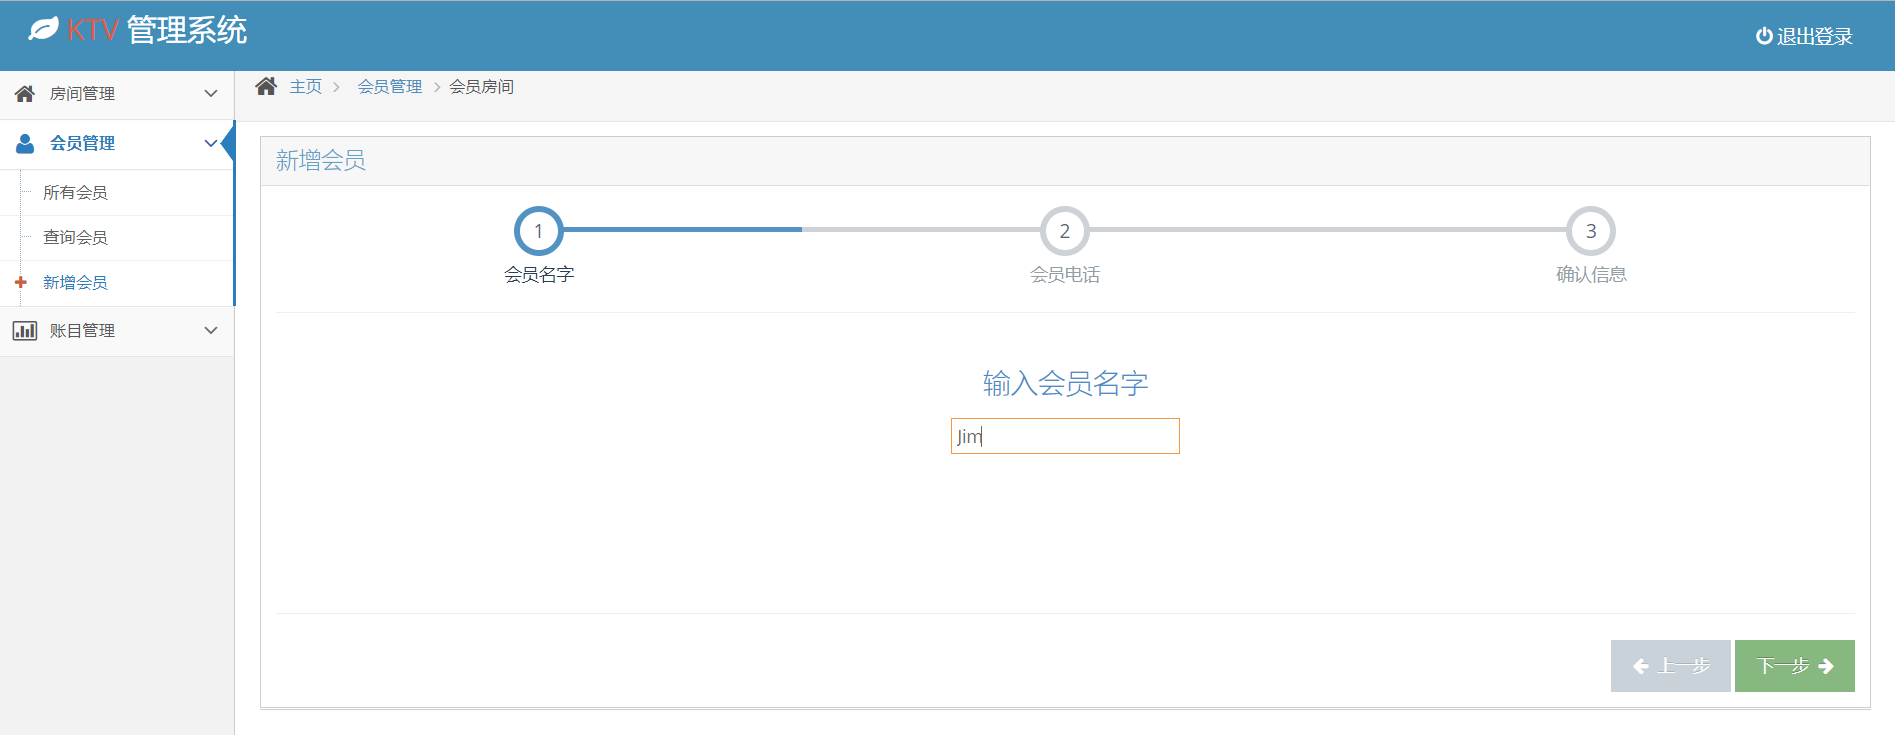 KTV 管理系统
退出登录
房间管理
会员管理
所有会员
查询会员
新增会员
账目管理
主页 会员管理 会员房间
新增会员
1 2 3
会员名字 会员电话 确认信息
输入会员名字
Jim
上一步 下一步